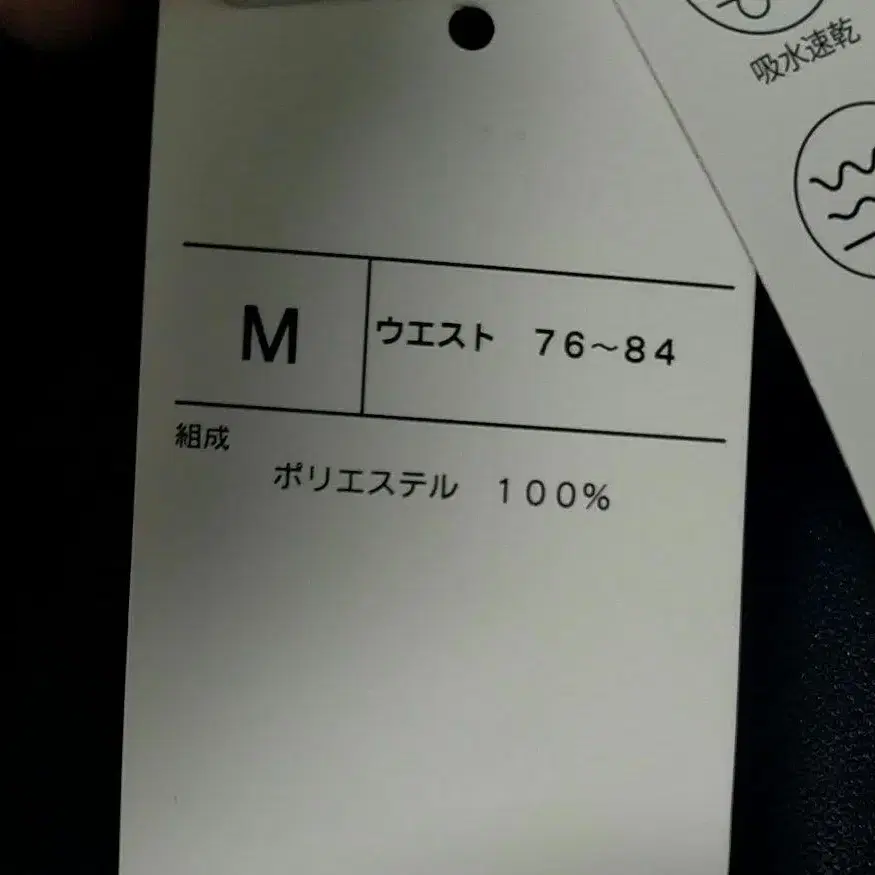 吸水速乾
M
ウエスト　76～84
組成
ポリエステル　100%